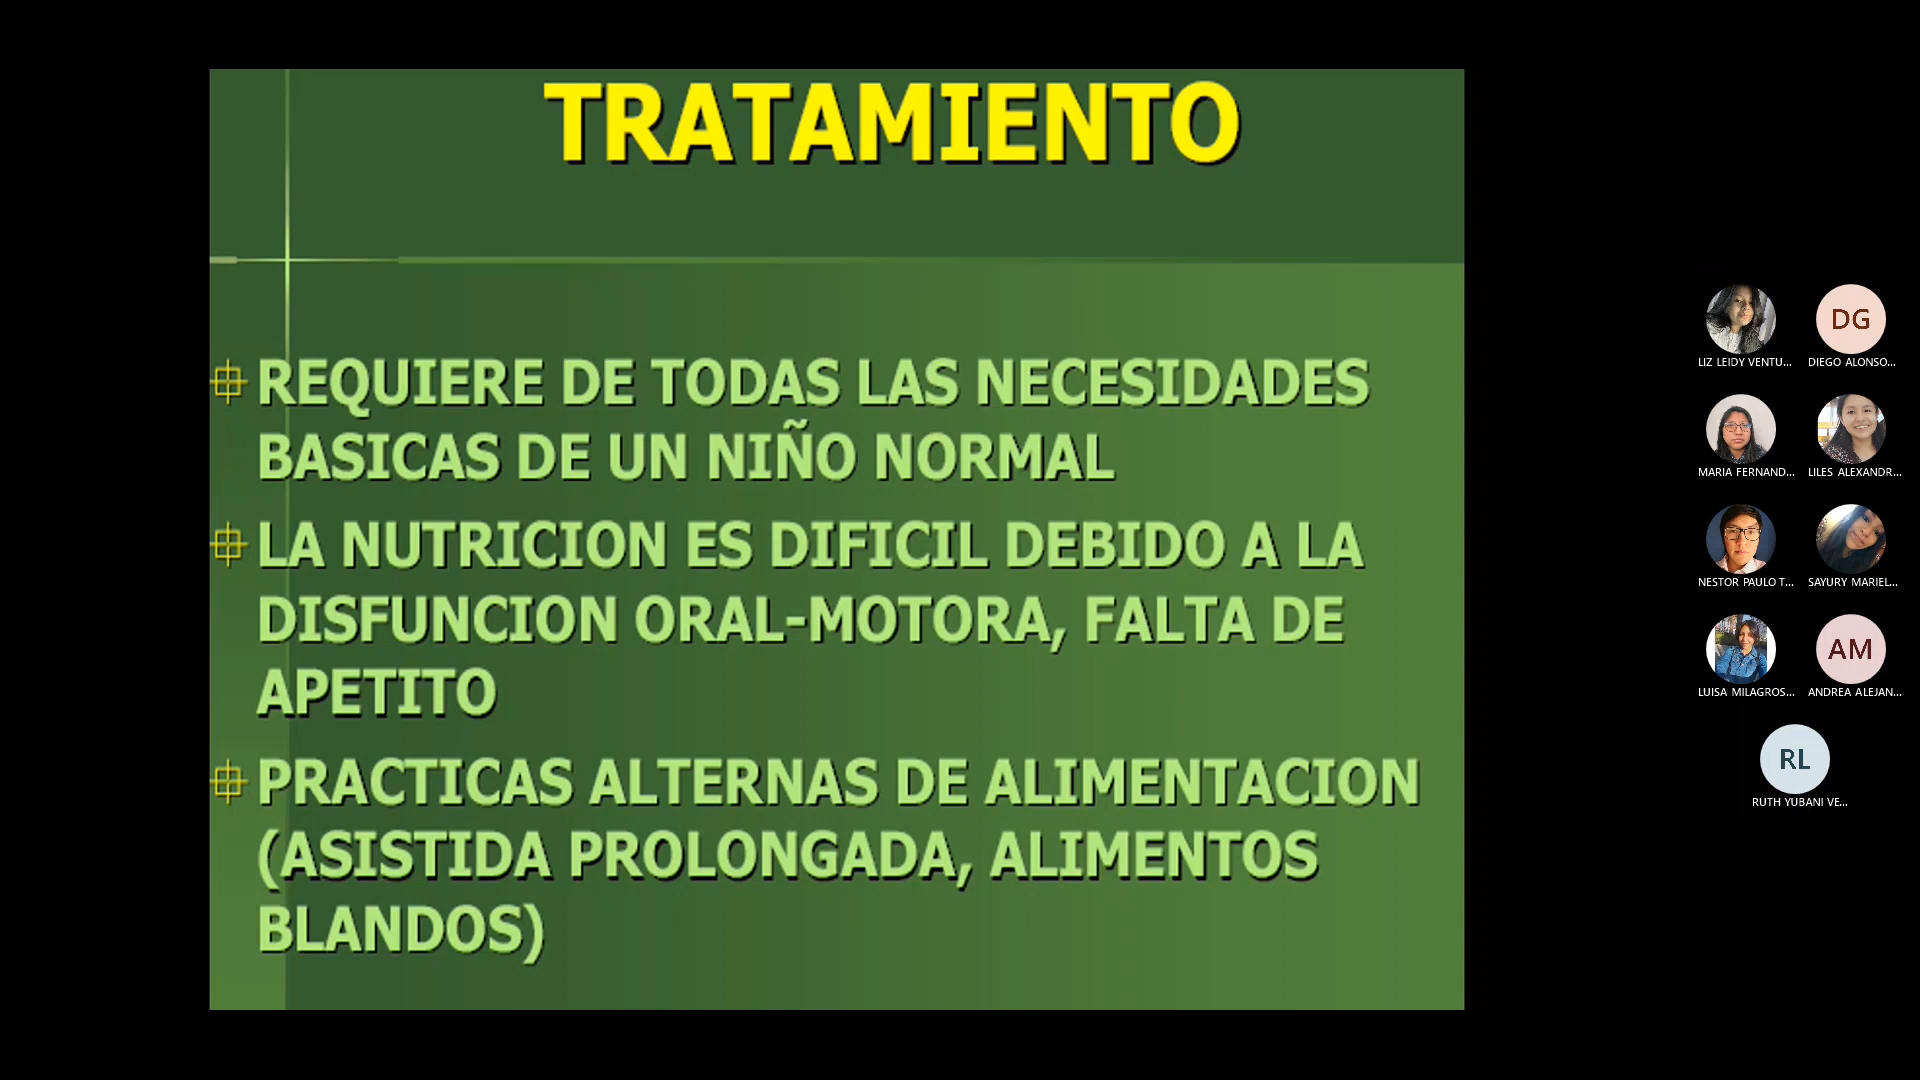 TRATAMIENTO
REQUIERE DE TODAS LAS NECESIDADES
BASICAS DE UN NIÑO NORMAL
LA NUTRICION ES DIFICIL DEBIDO A LA
DISFUNCION ORAL-MOTORA, FALTA DE
APETITO
PRACTICAS ALTERNAS DE ALIMENTACION
(ASISTIDA PROLONGADA, ALIMENTOS
BLANDOS)
LIZ LEIDY VENTU...
DG
DIEGO ALONSO...
MARIA FERNAND...
LILES ALEXANDR...
NESTOR PAULO T...
SAYURY MARIEL...
LUISA MILAGROS...
AM
ANDREA ALEJAN...
RL
RUTH YUBANI VE...